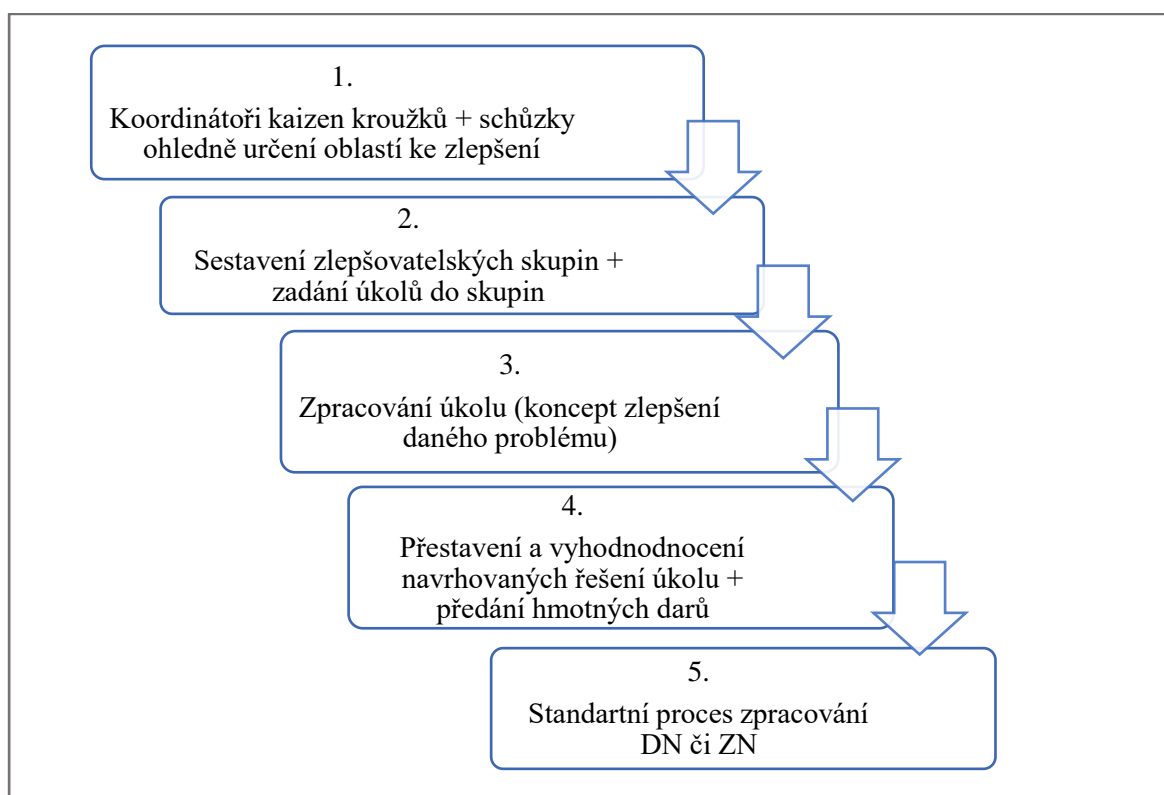 1.
Koordinátoři kaizen kroužků + schůzky
ohledně určení oblastí ke zlepšení
2.
Sestavení zlepšovatelských skupin +
zadání úkolů do skupin
3.
Zpracování úkolu (koncept zlepšení
daného problému)
4.
Přestavení a vyhodnodnocení
navrhovaných řešení úkolu +
předání hmotných darů
5.
Standartní proces zpracování
DN či ZN